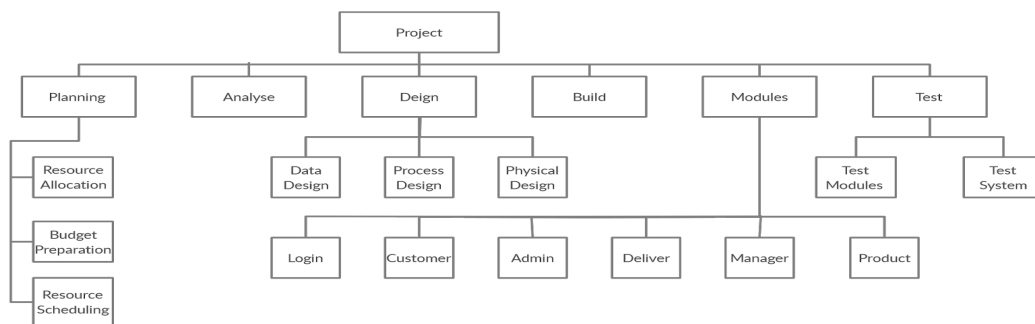 Project
Planning
Analyse
Deign
Build
Modules
Test
Resource
Allocation
Budget
Preparation
Resource
Scheduling
Data
Design
Process
Design
Physical
Design
Test
Modules
Test
System
Login
Customer
Admin
Deliver
Manager
Product